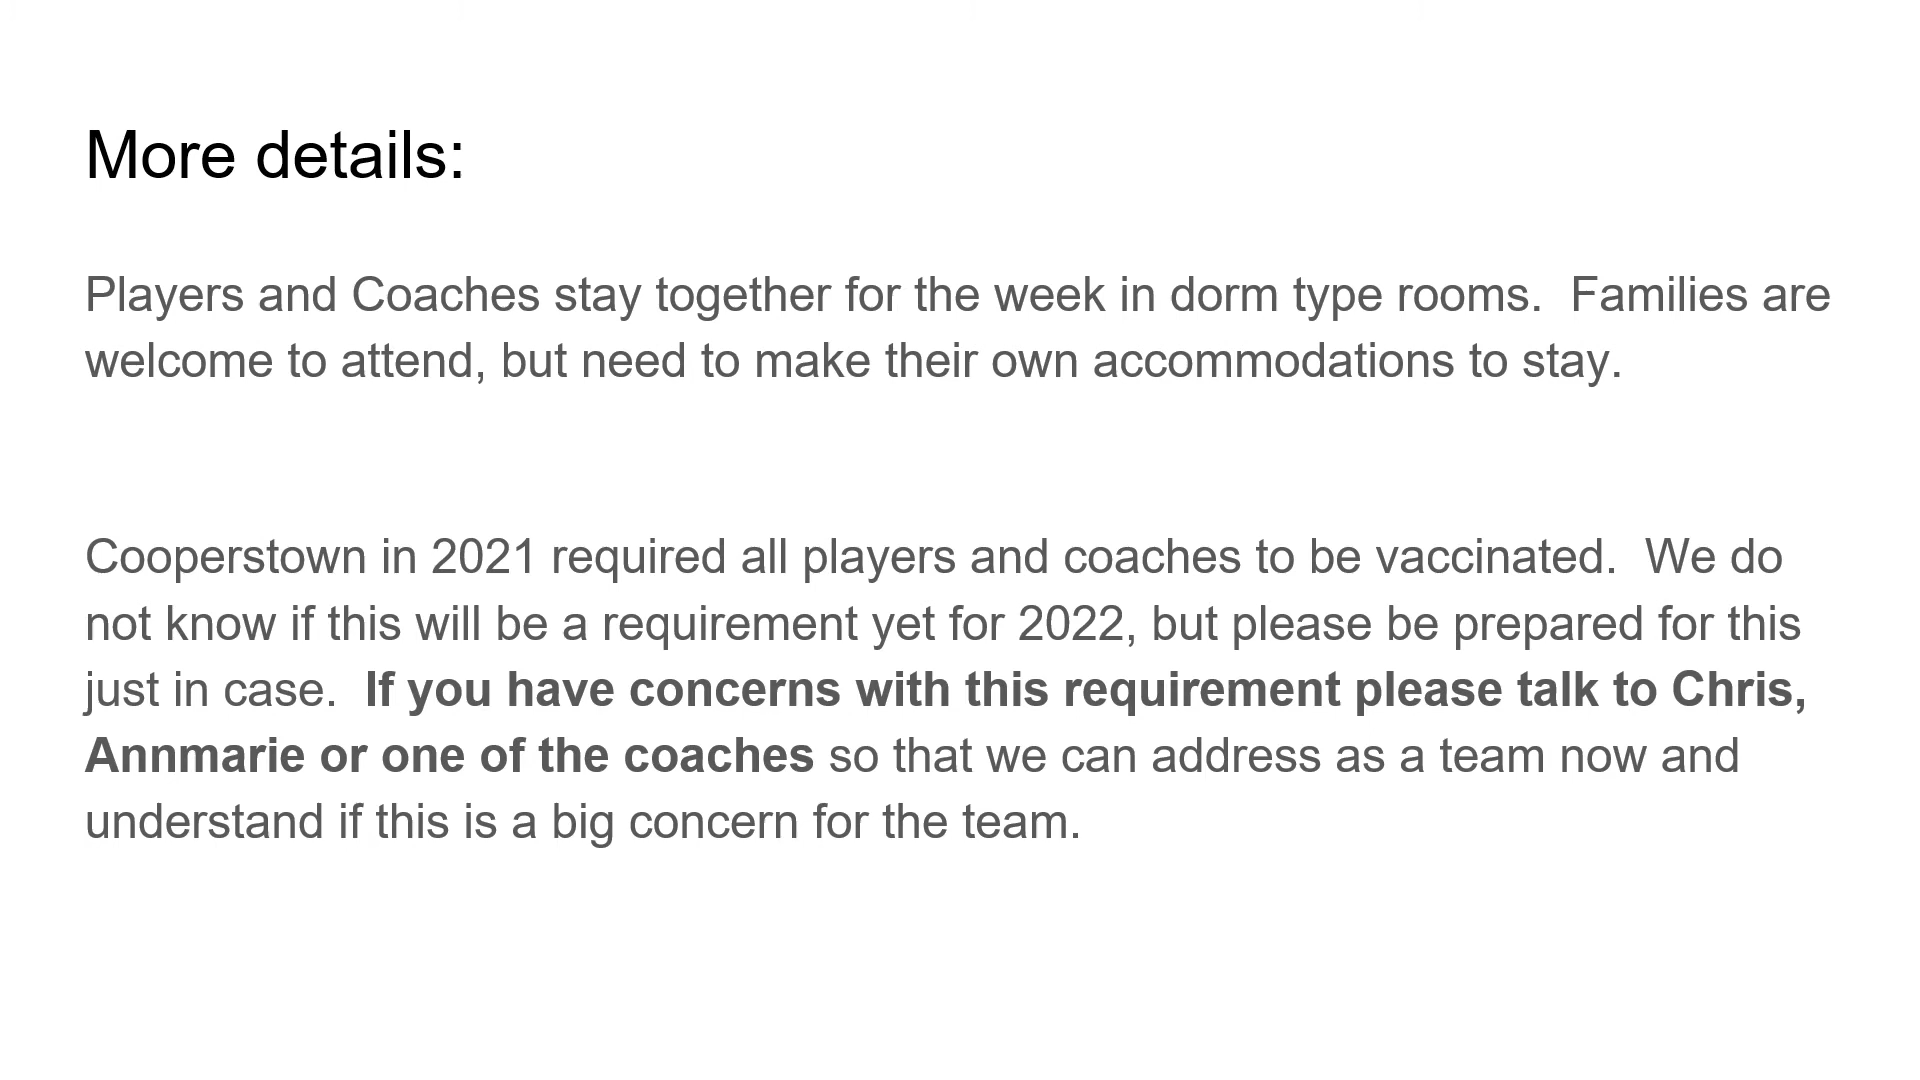 More details:
Players and Coaches stay together for the week in dorm type rooms.  Families are
welcome to attend, but need to make their own accommodations to stay.
Cooperstown in 2021 required all players and coaches to be vaccinated.  We do
not know if this will be a requirement yet for 2022, but please be prepared for this
just in case.  If you have concerns with this requirement please talk to Chris,
Annmarie or one of the coaches so that we can address as a team now and
understand if this is a big concern for the team.